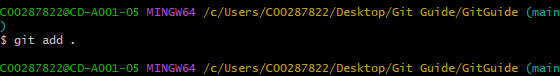 C00287822@CD-A001-05 MINGW64 /c/Users/C00287822/Desktop/Git Guide/GitGuide (main
)
$ git add .
C00287822@CD-A001-05 MINGW64 /c/Users/C00287822/Desktop/Git Guide/GitGuide (main